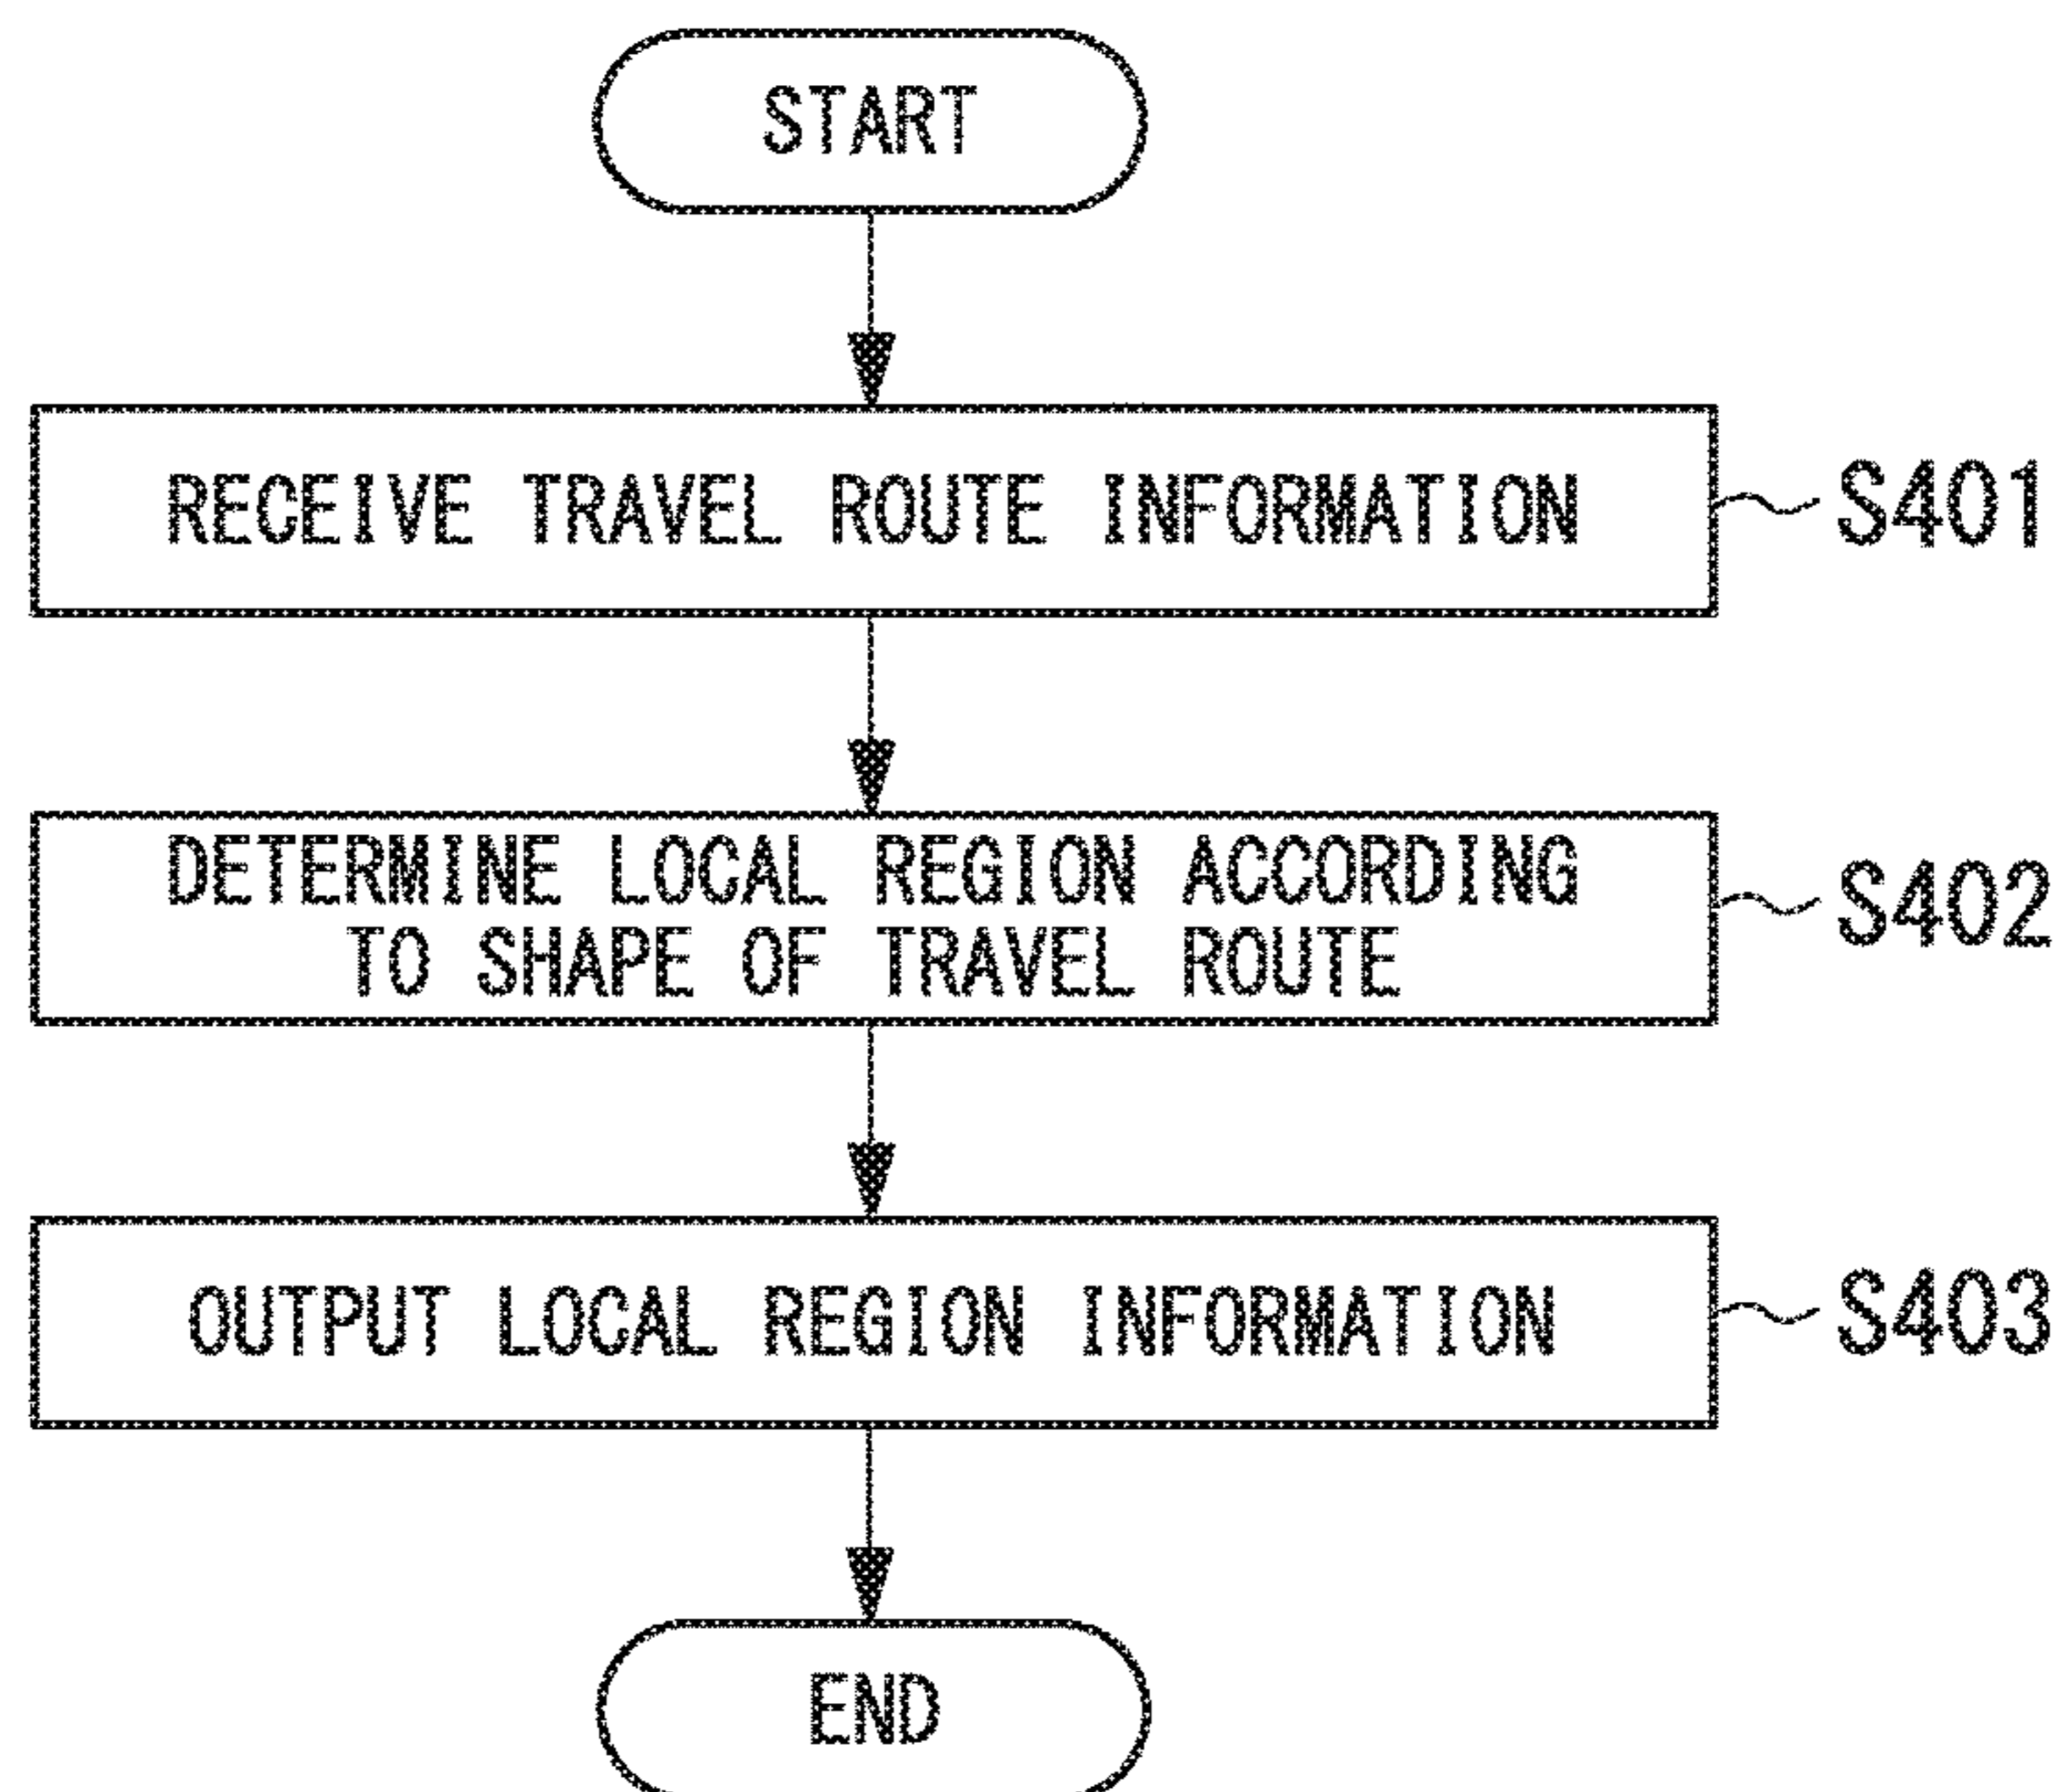 START
RECEIVE TRAVEL ROUTE INFORMATION
S401
DETERMINE LOCAL REGION ACCORDING
TO SHAPE OF TRAVEL ROUTE
S402
OUTPUT LOCAL REGION INFORMATION
S403
END